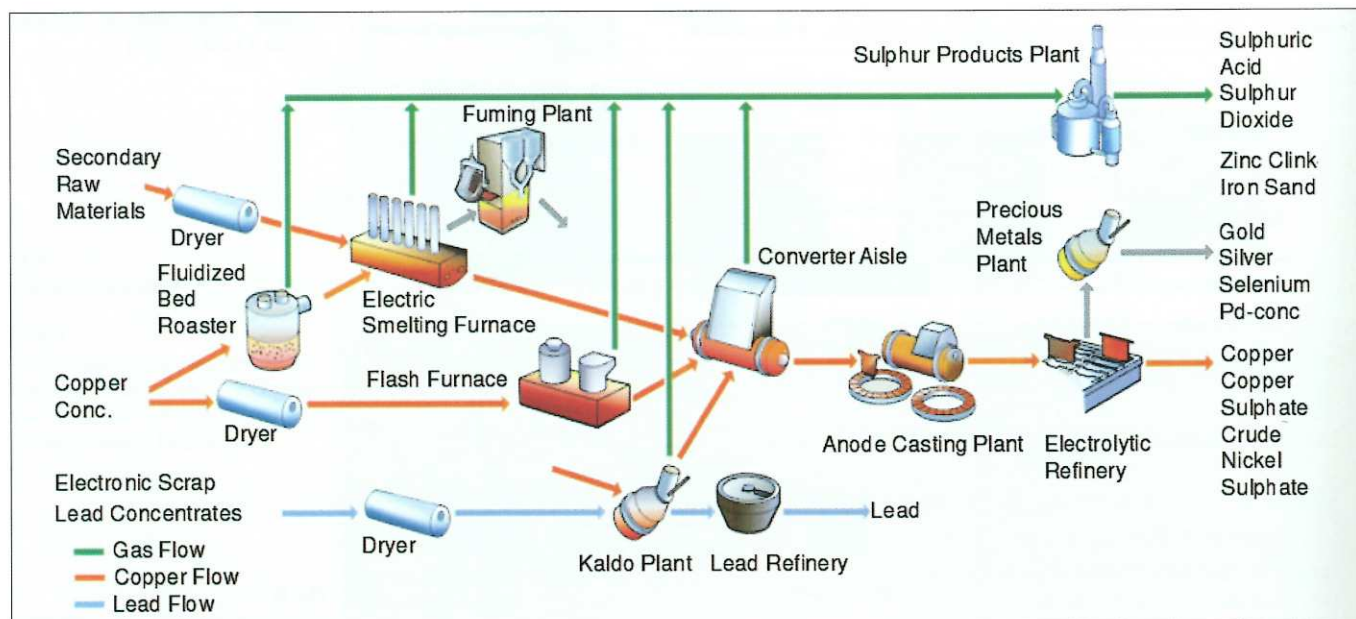 Sulphur Products Plant
Sulphuric
Acid
Sulphur
Dioxide
Fuming Plant
Secondary
Raw
Materials
Zinc Clink
Iron Sand
Dryer
Precious
Metals
Plant
Gold
Silver
Selenium
Pd-conc
Converter Aisle
Fluidized
Bed
Roaster
Electric
Smelting Furnace
Copper
Conc.
Flash Furnace
Dryer
Copper
Copper
Sulphate
Crude
Nickel
Sulphate
Anode Casting Plant
Electrolytic
Refinery
Electronic Scrap
Lead Concentrates
Dryer
Kaldo Plant
Lead Refinery
Lead
Gas Flow
Copper Flow
Lead Flow